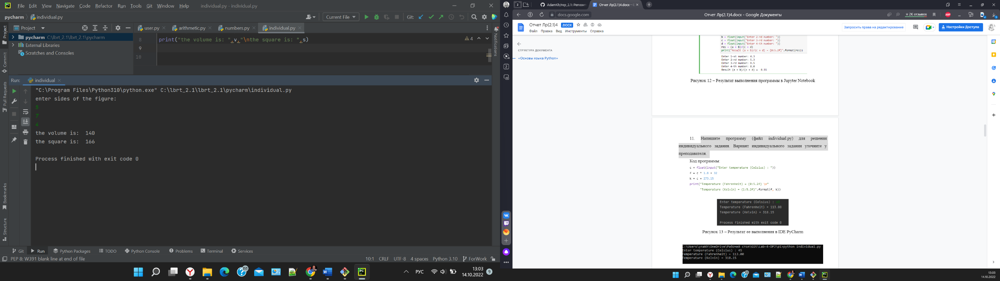 File Edit View Navigate Code Refactor Run Tools Git Window Help individual.py - individual.py
pycharm individual.py
Current File
Git:
Project
user.py
arithmetic.py
numbers.py
individual.py
pycharm C:\lbrt_2.1\lbrt_2.1\pycharm
External Libraries
Scratches and Consoles
8 print("the volume is: ",v,"\nthe square is: ",s)
4
9
10
Project
Commit
Pull Requests
Bookmarks
Structure
Notifications
Run: individual
"C:\Program Files\Python310\python.exe" C:\lbrt_2.1\lbrt_2.1\pycharm\individual.py
enter sides of the figure:
5
7
4
the volume is:  140
the square is:  166
Process finished with exit code 0
Git Run Python Packages TODO Python Console Problems Terminal Services
PEP 8: W391 blank line at end of file
10:1 CRLF UTF-8 4 spaces Python 3.10 ForWork
РУС
13:03
14.10.2022
9
2
AdamKh/rep_2.1: Репозит
Отчет Лр(2.1)4.docx - G
docs.google.com
Отчет Лр(2.1)4.docx - Google Документы
2K отзывов
ABP
Отчет Лр(2.1)4 .DOCX
Файл Правка Вид Инструменты Справка
Запросить права на редактирование
Настройки Доступа
СТРУКТУРА ДОКУМЕНТА
«Основы языка Python»
b = float(input("Enter 2-nd number: "))
c = float(input("Enter 3-rd number: "))
d = float(input("Enter 4-th number: "))
res = (a + b)/(c + d)
print("Result (a + b)/(c + d) = {0:5.2f}".format(res))
Enter 1-st number: 4.3
Enter 2-nd number: 5.3
Enter 3-rd number: 9.5
Enter 4-th number: 8.0
Result (a + b)/(c + d) =  0.55
Рисунок 12 – Результат выполнения программы в Jupyter Notebook
11. Напишите программу (файл individual.py) для решения
индивидуального задания. Вариант индивидуального задания уточните у
преподавателя.
Код программы:
c = float(input("Enter temperature (Celsius) : "))
f = c * 1.8 + 32
k = c + 273.15
print("Temperature (Fahrenheit) = {0:5.2f} \n"
"Temperature (Kelvin) = {1:5.2f}".format(f, k))
Enter temperature (Celsius) : 45
Temperature (Fahrenheit) = 113.00
Temperature (Kelvin) = 318.15
Process finished with exit code 0
Рисунок 13 – Результат ее выполнения в IDE PyCharm
C:\Users\ynakh\OneDrive\Рабочий стол\Git\Lab-4-OPJ\p1>python individual.py
Enter temperature (Celsius) : 45
Temperature (Fahrenheit) = 113.00
Temperature (Kelvin) = 318.15
13:03
14.10.2022